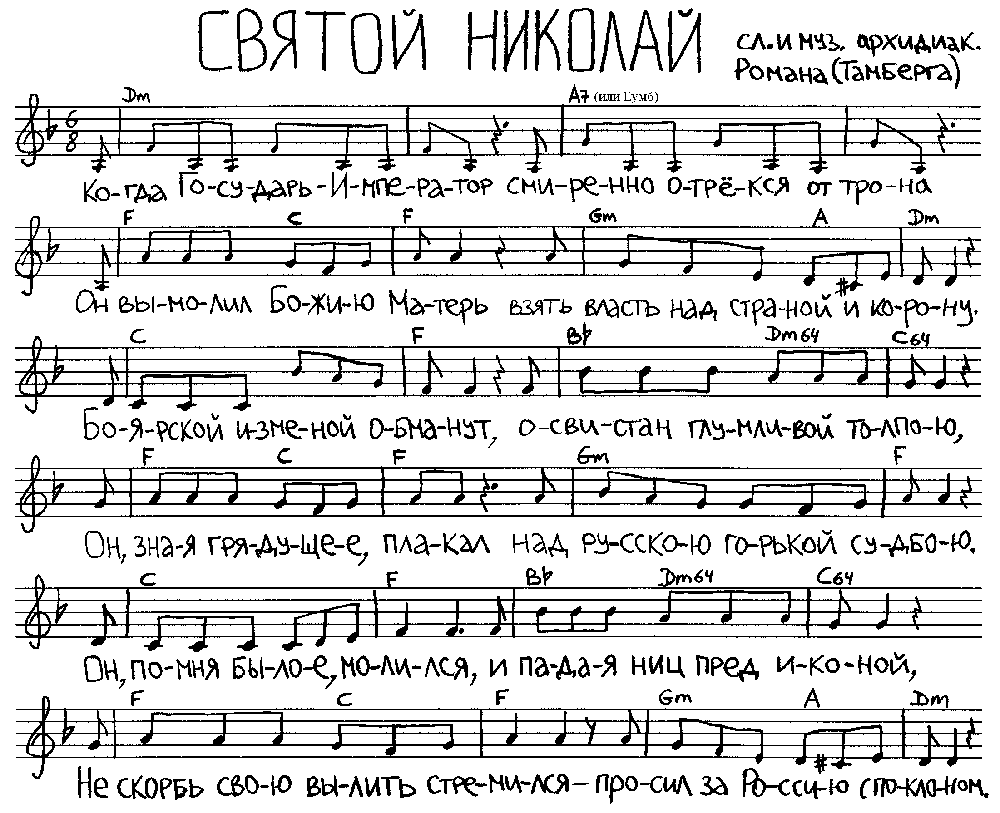 СВЯТОЙ НИКОЛАЙ
сл. и муз. архидиак.
Романа (Тамберга)
6
8
Dm A7 (или Еум6)
Ко-гда Го-су-дарь-И-мпе-ра-тор сми-ре-нно о-трё-кся от тро-на
F C F Gm A Dm
Он вы-мо-лил Бо-жи-ю Ма-терь взять власть над стра-ной и ко-ро-ну.
C F B♭ Dm64 C64
Бо-я-рской и-зме-ной о-бма-нут, о-сви-стан глу-мли-вой то-лпо-ю,
F C F Gm F
Он, зна-я гря-ду-ще-е, пла-кал над ру-сско-ю го-рькой су-дбо-ю.
C F B♭ Dm64 C64
Он, по-мня бы-ло-е, мо-ли-лся, и па-да-я ниц пред и-ко-ной,
F C F Gm A Dm
Не скорбь сво-ю вы-лить стре-ми-лся-про-сил за Ро-сси-ю с по-кло-ном.